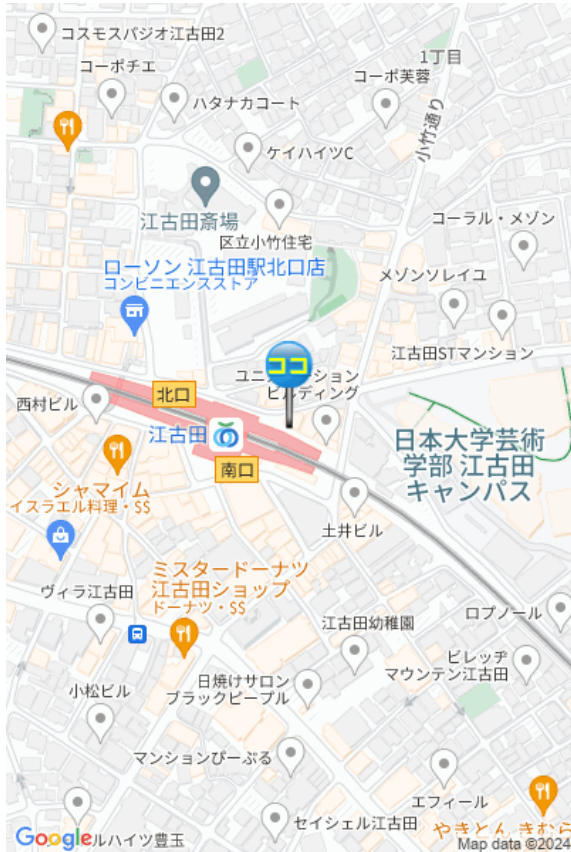 コスモスパジオ江古田2
1丁目
コーポチエ
コーポ芙蓉
ハタナカコート
小竹通り
ケイハイツC
江古田斎場
コーラル・メゾン
区立小竹住宅
ローソン 江古田駅北口店
コンビニエンスストア
メゾンソレイユ
ココ
江古田STマンション
ビルディング
北口
西村ビル
江古田
日本大学芸術
学部 江古田
キャンパス
南口
シャマイム
イスラエル料理・SS
土井ビル
ミスタードーナツ
江古田ショップ
ドーナツ・SS
ヴィラ江古田
江古田幼稚園
ロブノール
ビレッヂ
マウンテン江古田
日焼けサロン
ブラックピープル
小松ビル
マンションぴーぷる
エフィール
セイシェル江古田
やきとん きむら
Google
ルハイツ豊玉
Map data ©2024